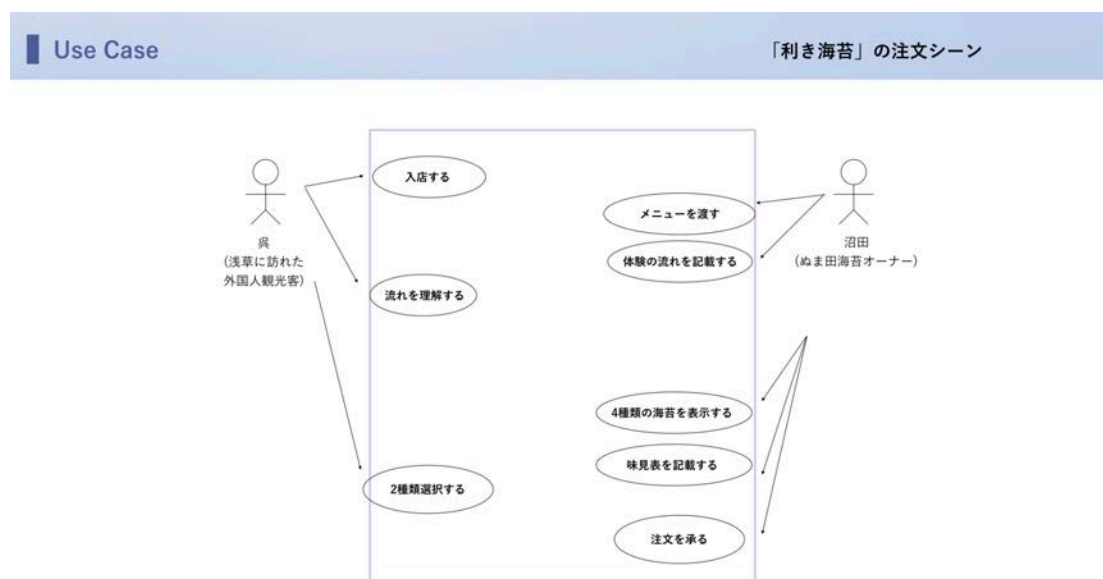 Use Case
「利き海苔」の注文シーン
入店する
メニューを渡す
呉
(浅草に訪れた
外国人観光客)
沼田
(ぬま田海苔オーナー)
体験の流れを記載する
流れを理解する
4種類の海苔を表示する
味見表を記載する
2種類選択する
注文を承る